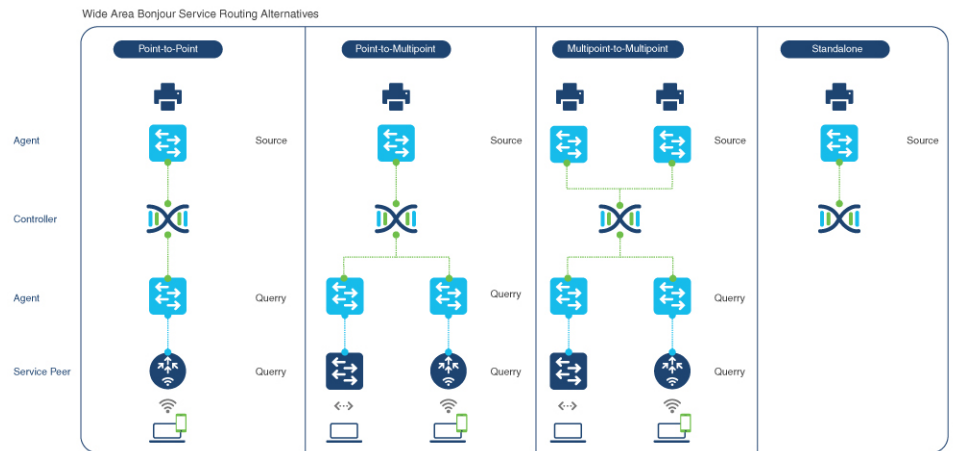 Wide Area Bonjour Service Routing Alternatives
Point-to-Point
Point-to-Multipoint
Multipoint-to-Multipoint
Standalone
Agent
Source
Source
Source
Source
Controller
Agent
Querry
Querry
Querry
Service Peer
Querry
Querry
Querry